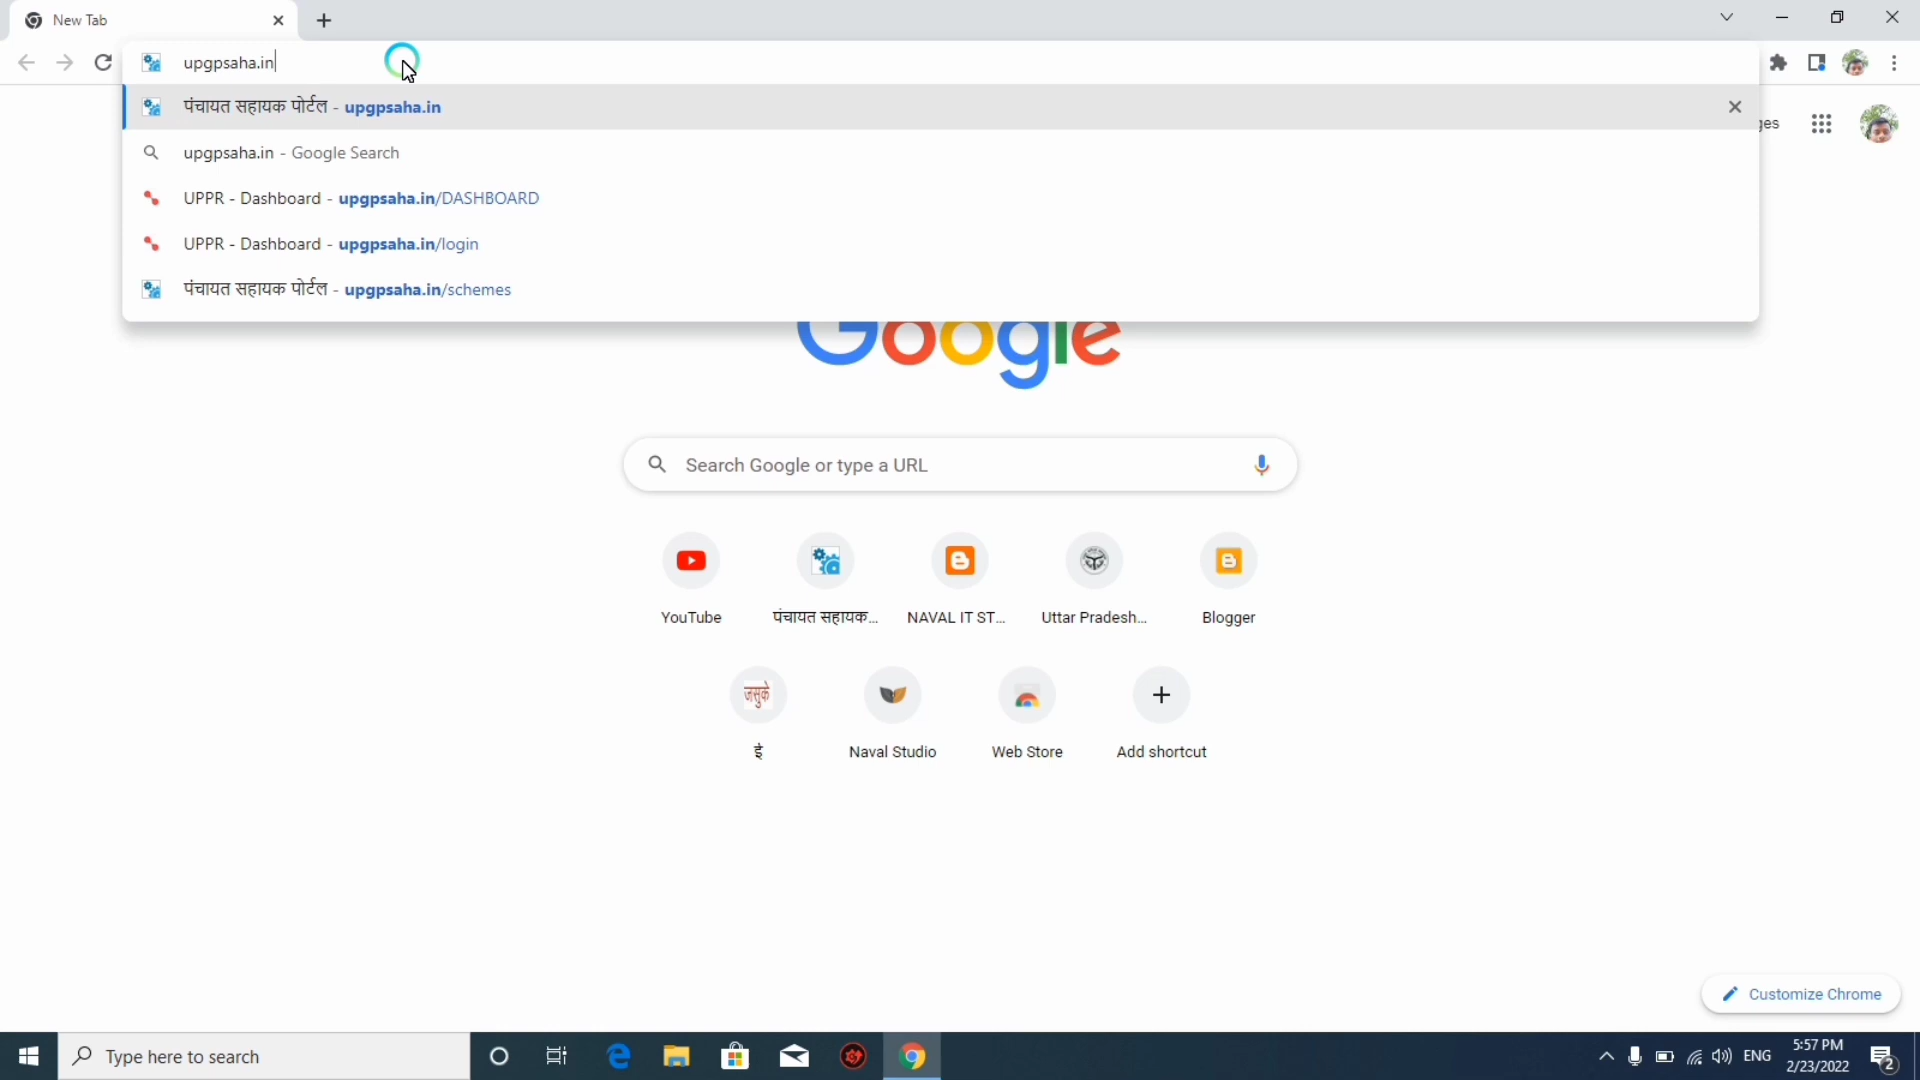 New Tab
upgpsaha.in
पंचायत सहायक पोर्टल - upgpsaha.in
upgpsaha.in - Google Search
UPPR - Dashboard - upgpsaha.in/DASHBOARD
UPPR - Dashboard - upgpsaha.in/login
पंचायत सहायक पोर्टल - upgpsaha.in/schemes
Google
Search Google or type a URL
YouTube
पंचायत सहायक...
NAVAL IT ST...
Uttar Pradesh...
Blogger
जसुके
ई
Naval Studio
Web Store
Add shortcut
Customize Chrome
Type here to search
ENG
5:57 PM
2/23/2022
2